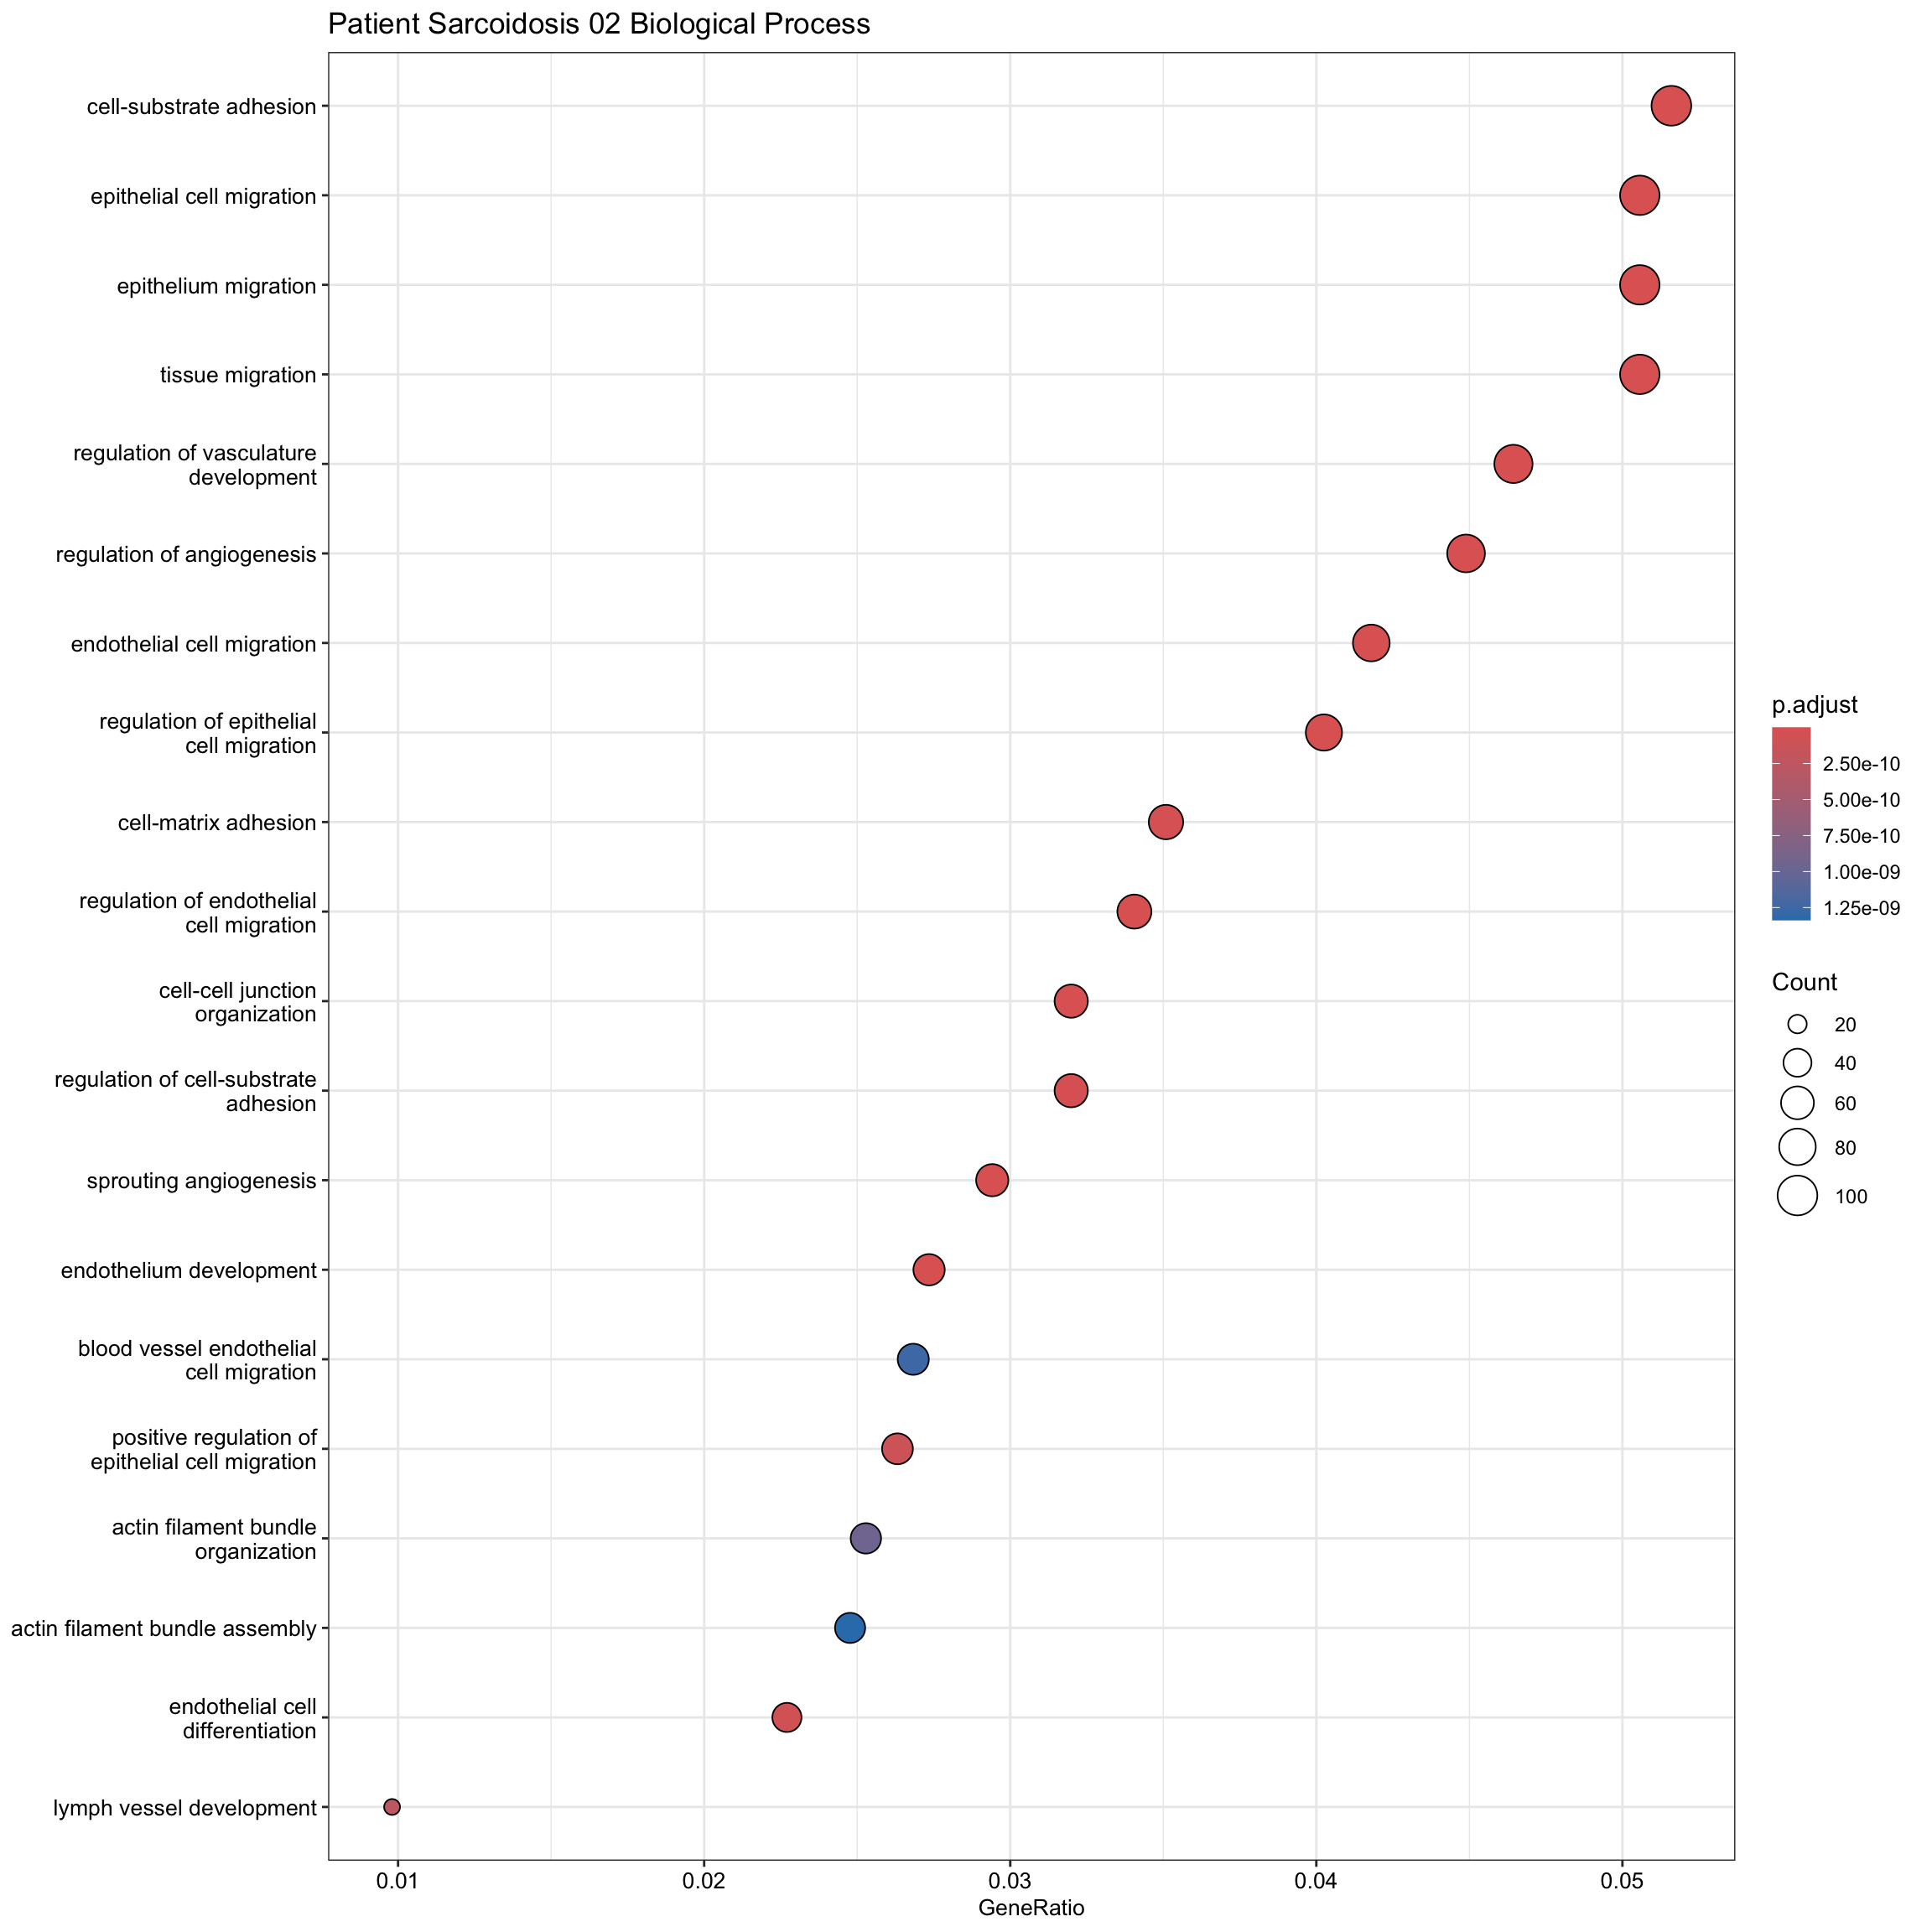 Patient Sarcoidosis 02 Biological Process
cell-substrate adhesion
epithelial cell migration
epithelium migration
tissue migration
regulation of vasculature
development
regulation of angiogenesis
endothelial cell migration
regulation of epithelial
cell migration
cell-matrix adhesion
regulation of endothelial
cell migration
cell-cell junction
organization
regulation of cell-substrate
adhesion
sprouting angiogenesis
endothelium development
blood vessel endothelial
cell migration
positive regulation of
epithelial cell migration
actin filament bundle
organization
actin filament bundle assembly
endothelial cell
differentiation
lymph vessel development
0.01 0.02 0.03 0.04 0.05
GeneRatio
p.adjust
2.50e-10
5.00e-10
7.50e-10
1.00e-09
1.25e-09
Count
20
40
60
80
100